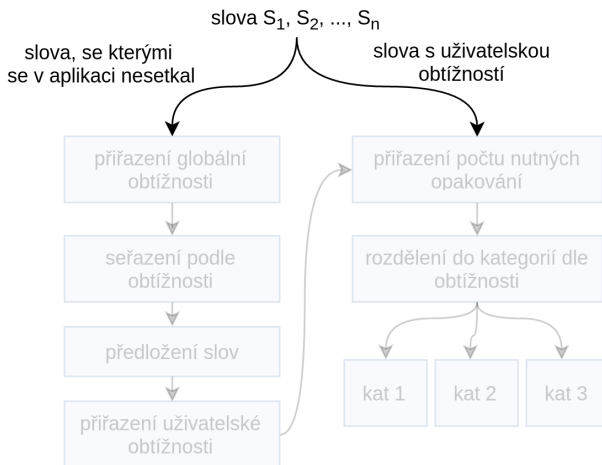 slova S1, S2, ..., Sn
slova, se kterými
se v aplikaci nesetkal
slova s uživatelskou
obtížností
přiřazení globální
obtížnosti
seřazení podle
obtížnosti
předložení slov
přiřazení uživatelské
obtížnosti
přiřazení počtu nutných
opakování
rozdělení do kategorií dle
obtížnosti
kat 1
kat 2
kat 3